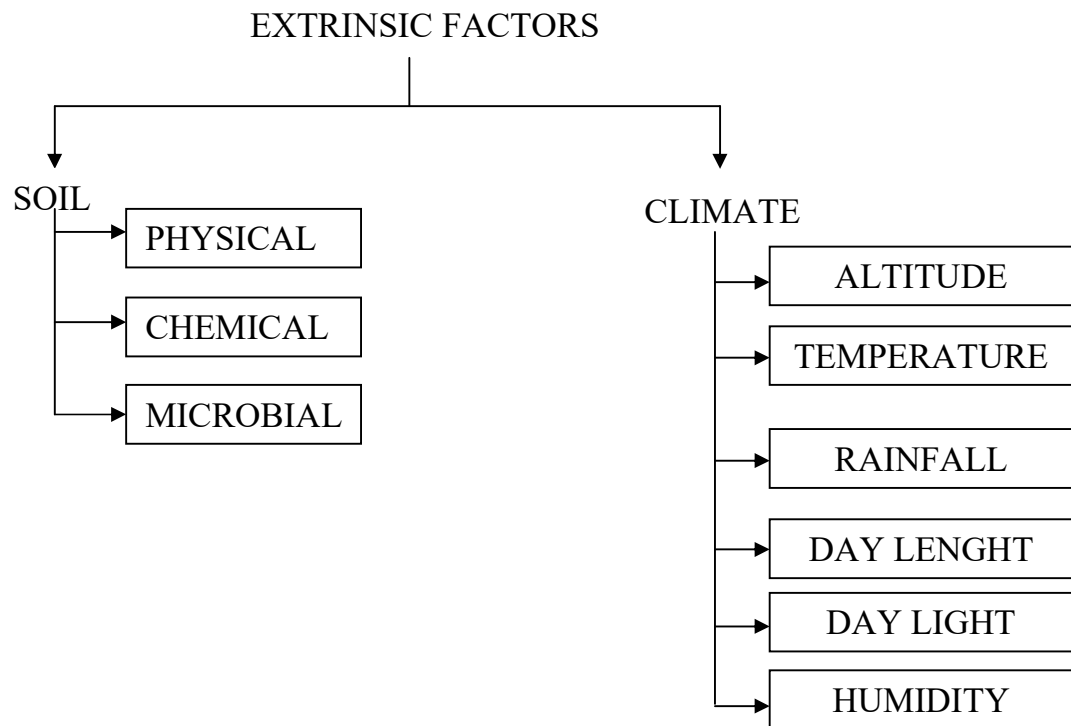 EXTRINSIC FACTORS
SOIL
PHYSICAL
CHEMICAL
MICROBIAL
CLIMATE
ALTITUDE
TEMPERATURE
RAINFALL
DAY LENGHT
DAY LIGHT
HUMIDITY